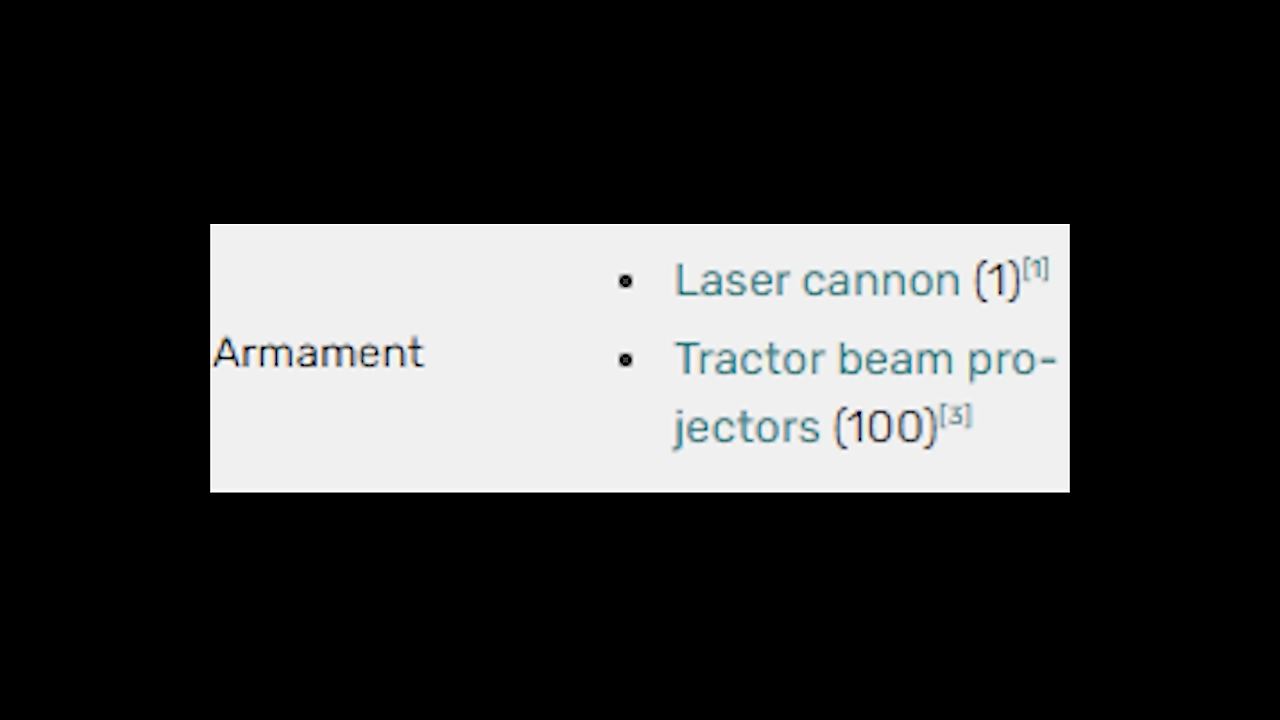 Laser cannon (1)[1]
Armament
Tractor beam pro-
jectors (100)[3]